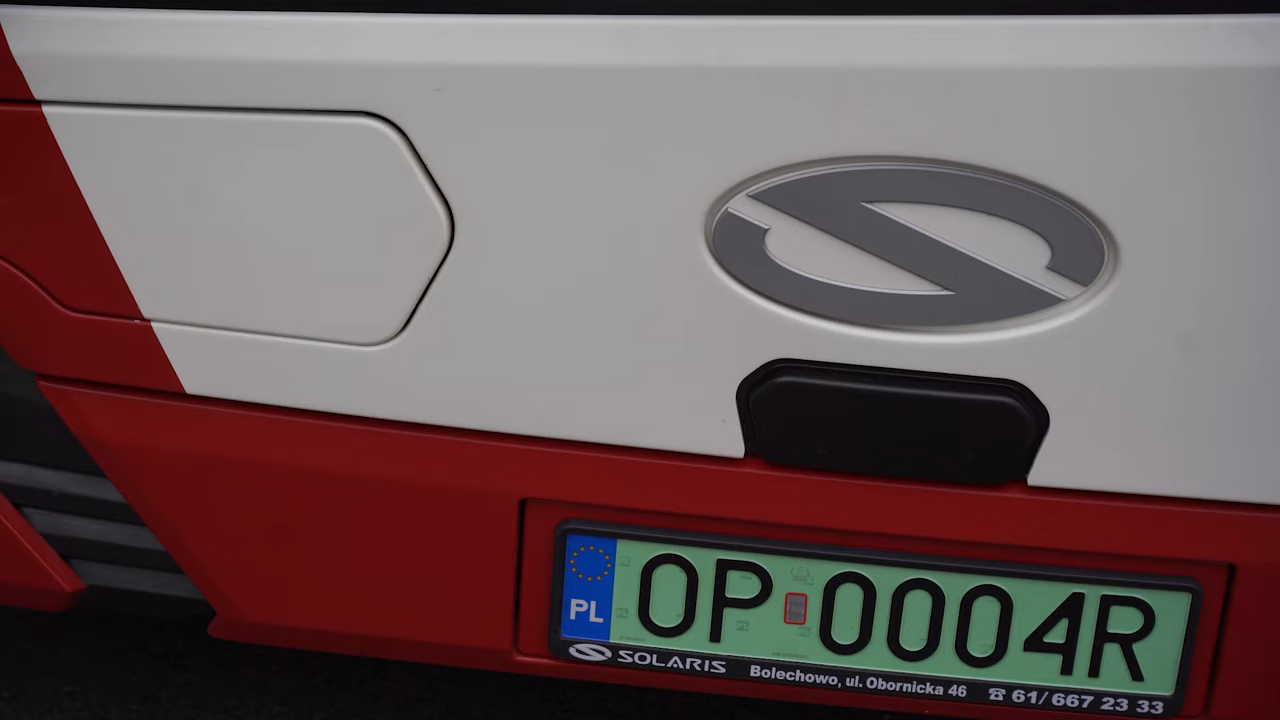 PL OP 0004R
SOLARIS Bolechowo, ul. Obornicka 46 ☎ 61/667 23 33